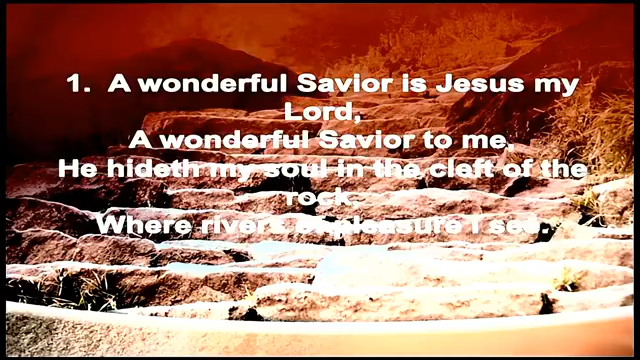 1. A wonderful Savior is Jesus my
Lord,
A wonderful Savior to me,
He hideth my soul in the cleft of the
rock,
Where rivers of pleasure I see.